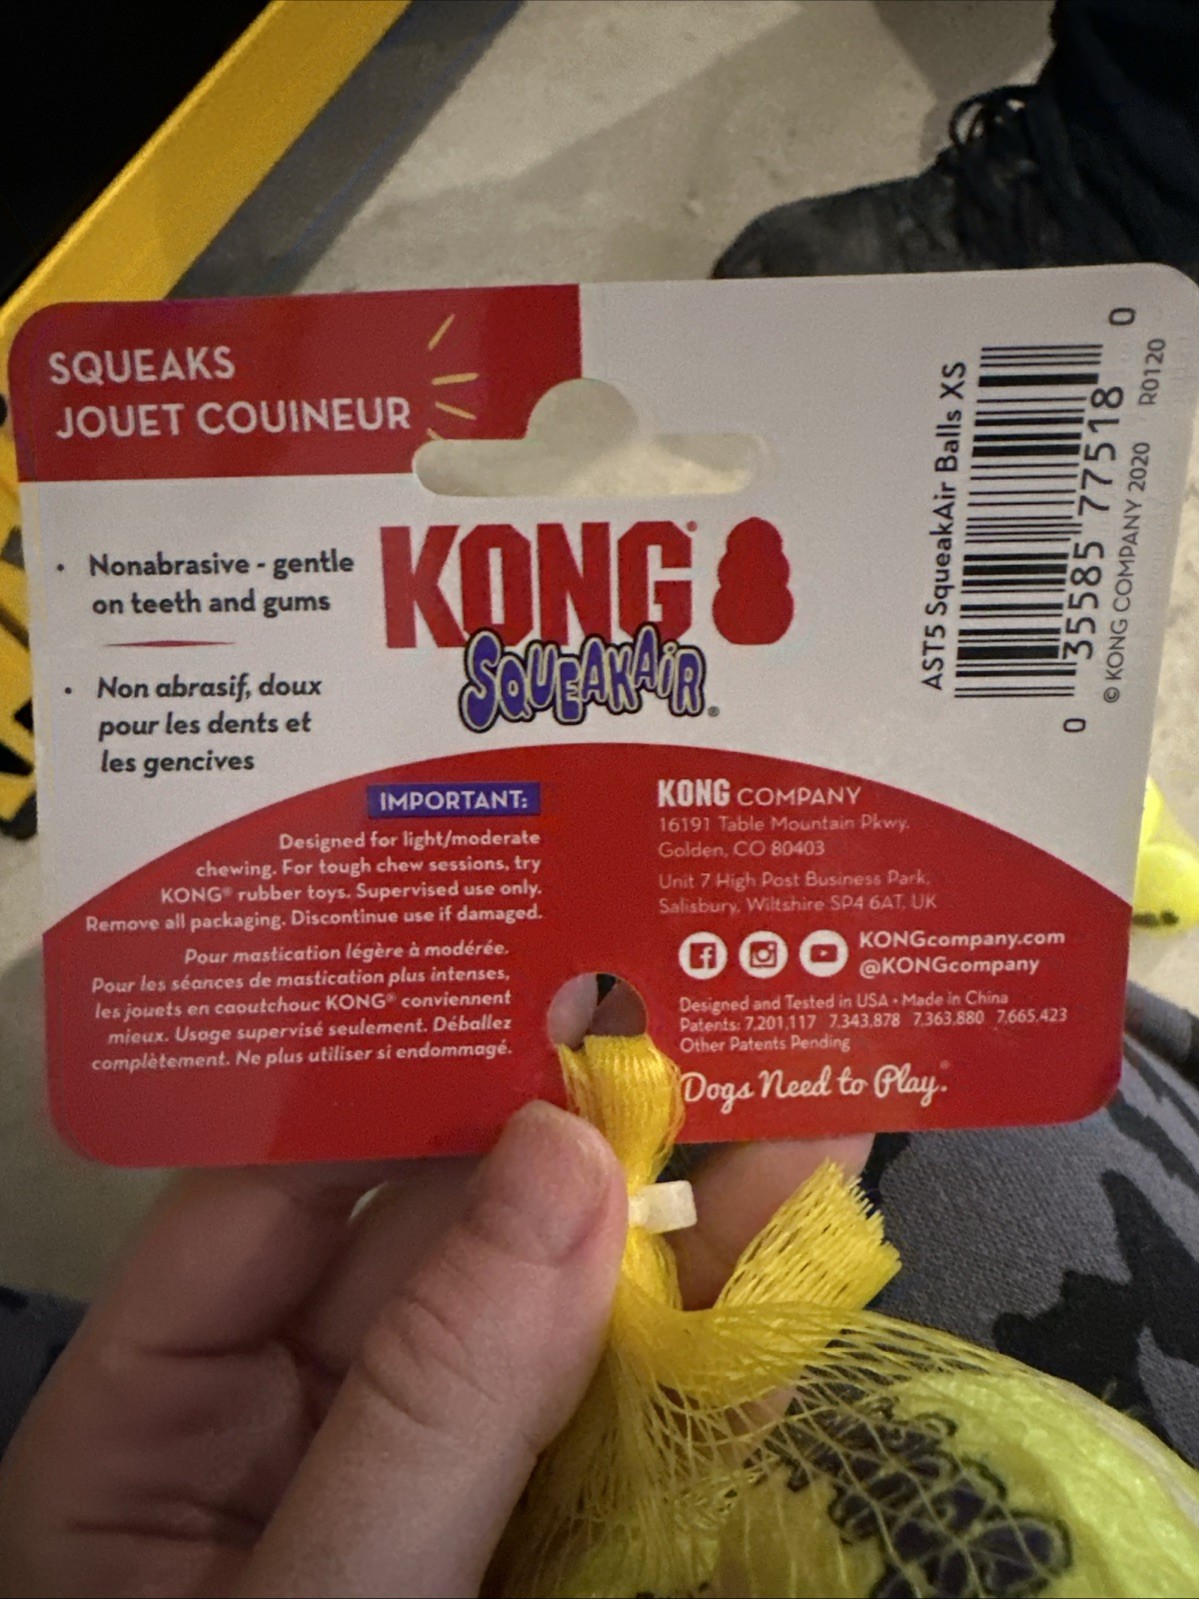 SQUEAKS
JOUET COUINEUR
• Nonabrasive - gentle
on teeth and gums
• Non abrasif, doux
pour les dents et
les gencives
KONG®
SQUEAKAIR®
AST5 SqueakAir Balls XS
0 35585 77518 0
© KONG COMPANY 2020 R0120
IMPORTANT:
Designed for light/moderate
chewing. For tough chew sessions, try
KONG® rubber toys. Supervised use only.
Remove all packaging. Discontinue use if damaged.
Pour mastication légère à modérée.
Pour les séances de mastication plus intenses,
les jouets en caoutchouc KONG® conviennent
mieux. Usage supervisé seulement. Déballez
complètement. Ne plus utiliser si endommagé.
KONG COMPANY
16191 Table Mountain Pkwy.
Golden, CO 80403
Unit 7 High Post Business Park,
Salisbury, Wiltshire SP4 6AT, UK
KONGcompany.com
@KONGcompany
Designed and Tested in USA • Made in China
Patents: 7,201,117 7,343,878 7,363,880 7,665,423
Other Patents Pending
Dogs Need to Play.®